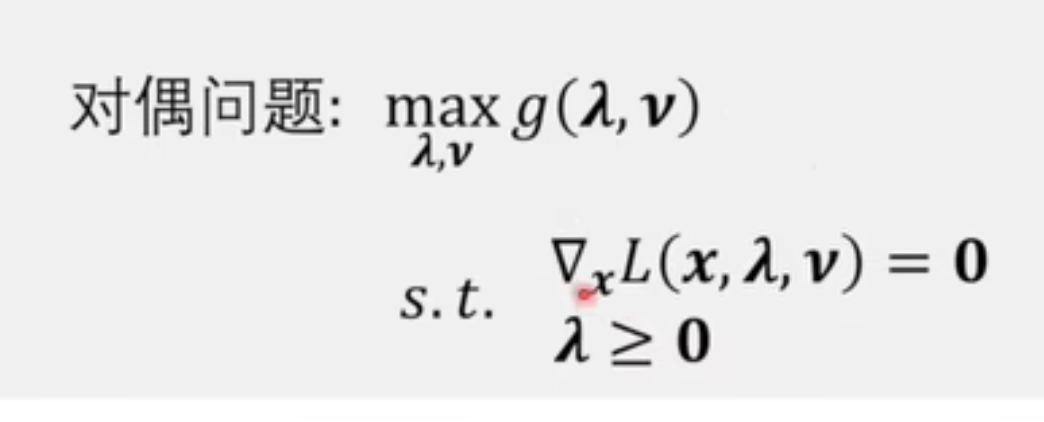 对偶问题: max g(λ, ν)
λ,ν
∇ₓL(x, λ, ν) = 0
s.t.
λ ≥ 0